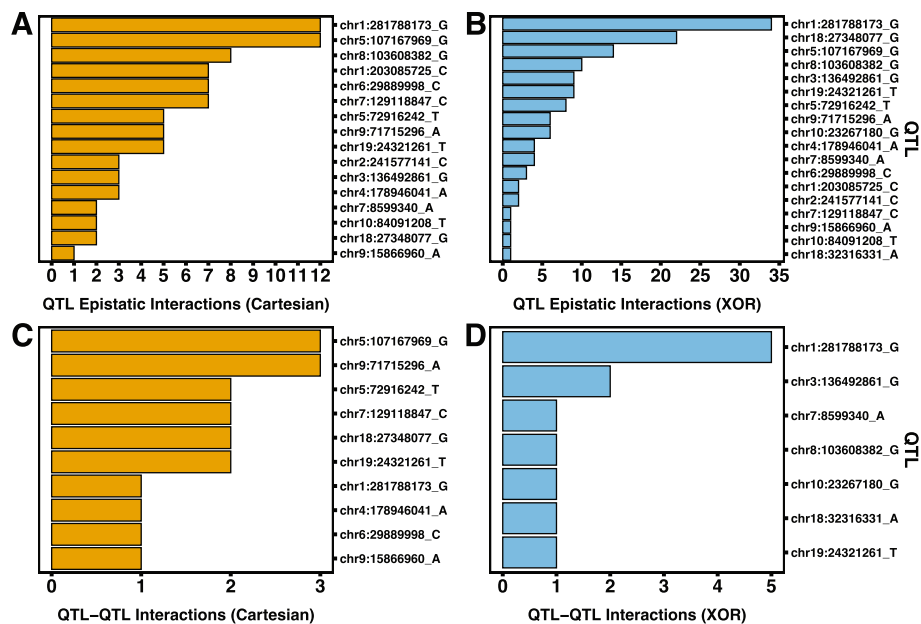 A
chr1:281788173_G
chr5:107167969_G
chr8:103608382_G
chr1:203085725_C
chr6:29889998_C
chr7:129118847_C
chr5:72916242_T
chr9:71715296_A
chr19:24321261_T
chr2:241577141_C
chr3:136492861_G
chr4:178946041_A
chr7:8599340_A
chr10:84091208_T
chr18:27348077_G
chr9:15866960_A
0 1 2 3 4 5 6 7 8 9 10 11 12
QTL Epistatic Interactions (Cartesian)
B
chr1:281788173_G
chr18:27348077_G
chr5:107167969_G
chr8:103608382_G
chr3:136492861_G
chr19:24321261_T
chr5:72916242_T
chr9:71715296_A
chr10:23267180_G
chr4:178946041_A
chr7:8599340_A
chr6:29889998_C
chr1:203085725_C
chr2:241577141_C
chr7:129118847_C
chr9:15866960_A
chr10:84091208_T
chr18:32316331_A
QTL
0 5 10 15 20 25 30 35
QTL Epistatic Interactions (XOR)
C
chr5:107167969_G
chr9:71715296_A
chr5:72916242_T
chr7:129118847_C
chr18:27348077_G
chr19:24321261_T
chr1:281788173_G
chr4:178946041_A
chr6:29889998_C
chr9:15866960_A
0 1 2 3
QTL−QTL Interactions (Cartesian)
D
chr1:281788173_G
chr3:136492861_G
chr7:8599340_A
chr8:103608382_G
chr10:23267180_G
chr18:32316331_A
chr19:24321261_T
QTL
0 1 2 3 4 5
QTL−QTL Interactions (XOR)